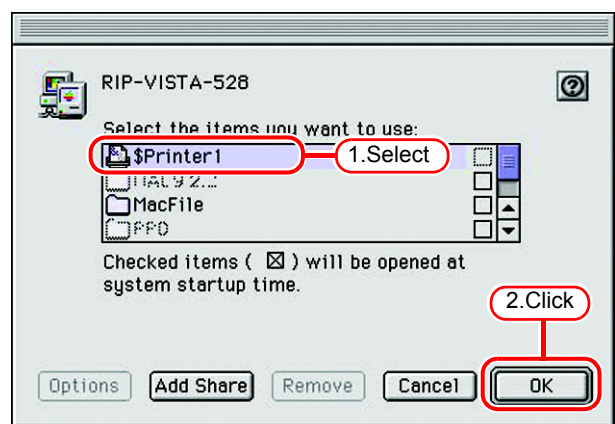 RIP-VISTA-528
Select the items you want to use:
$Printer1
1.Select
MacFile
PPO
Checked items ( ☒ ) will be opened at
system startup time.
2.Click
Options
Add Share
Remove
Cancel
OK